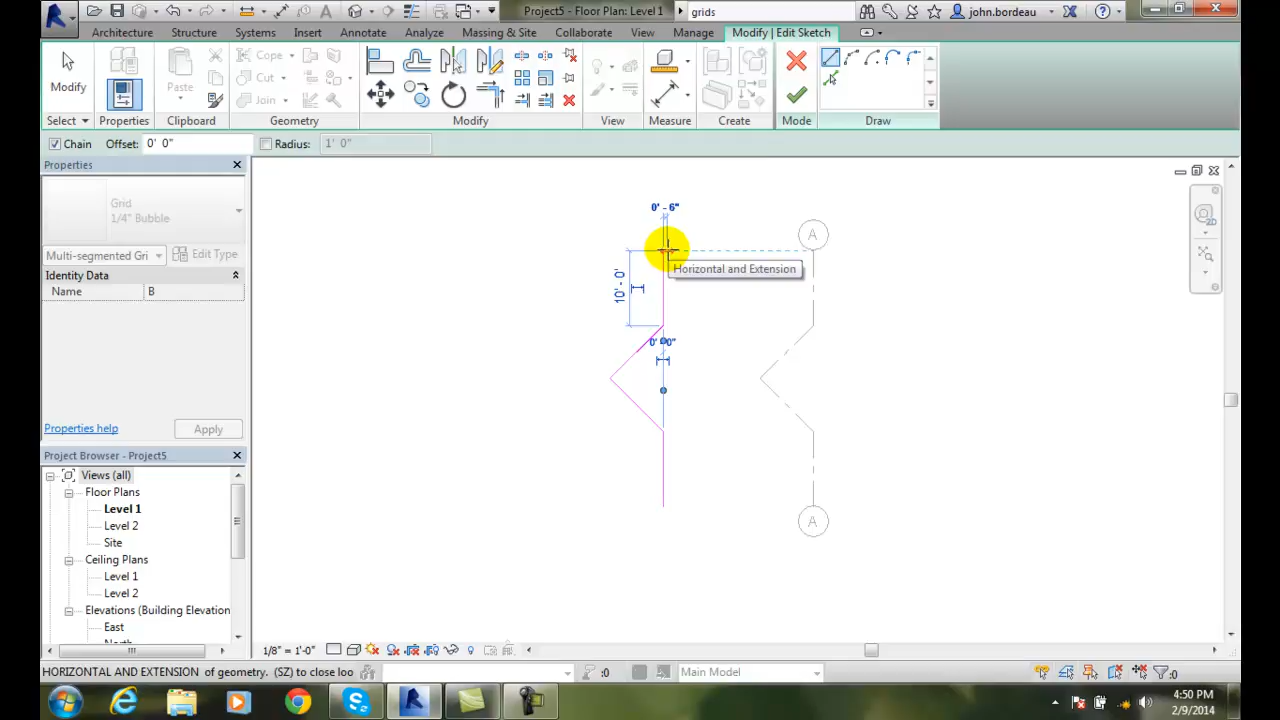 Project5 - Floor Plan: Level 1
grids
john.bordeau
Architecture Structure Systems Insert Annotate Analyze Massing & Site Collaborate View Manage Modify | Edit Sketch
Modify
Properties
Paste
Cope
Cut
Join
Select Properties Clipboard Geometry Modify View Measure Create Mode Draw
Chain Offset: 0' 0" Radius: 1' 0"
Properties
Grid
1/4" Bubble
Multi-segmented Gri Edit Type
Identity Data
Name B
Properties help Apply
Project Browser - Project5
Views (all)
Floor Plans
Level 1
Level 2
Site
Ceiling Plans
Level 1
Level 2
Elevations (Building Elevation
East
North
0' - 6"
A
Horizontal and Extension
10' - 0"
A
1/8" = 1'-0"
HORIZONTAL AND EXTENSION of geometry. (SZ) to close loo
:0
Main Model
:0
4:50 PM
2/9/2014
2D